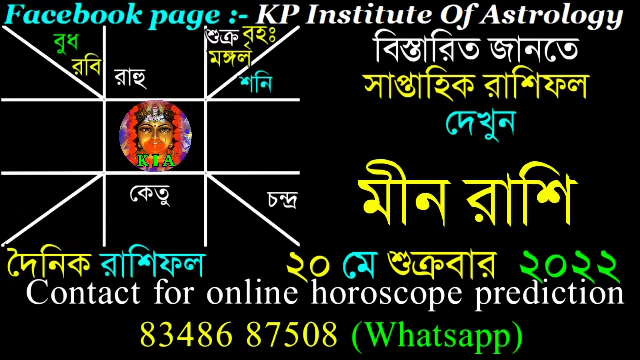 Facebook page :- KP Institute Of Astrology
বুধ
রবি
রাহু
শুক্র বৃহঃ
মঙ্গল
শনি
KIA
কেতু
চন্দ্র
বিস্তারিত জানতে
সাপ্তাহিক রাশিফল
দেখুন
মীন রাশি
দৈনিক রাশিফল
২০ মে শুক্রবার ২০২২
Contact for online horoscope prediction
83486 87508 (Whatsapp)